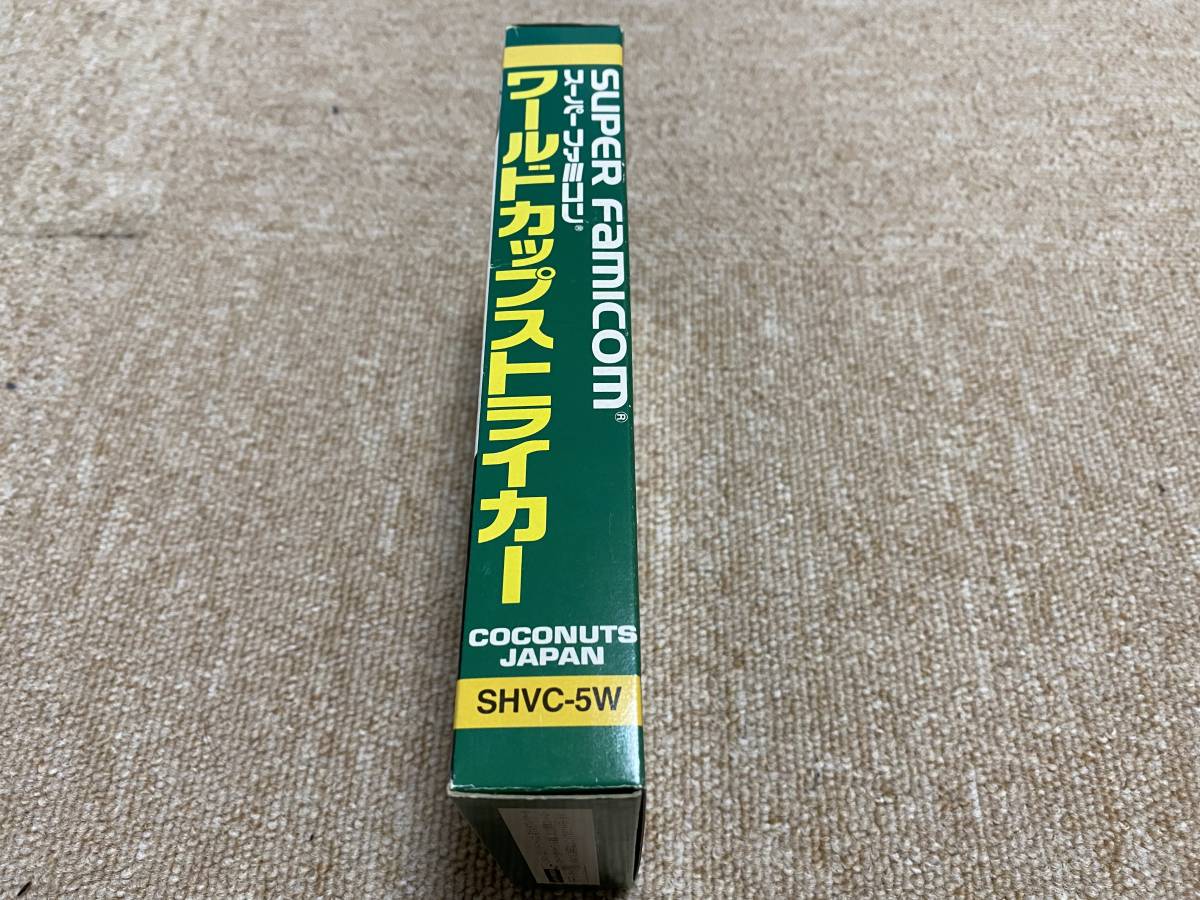 SUPER FAMICOM®
スーパーファミコン®
ワールドカップストライカー
COCONUTS
JAPAN
SHVC-5W